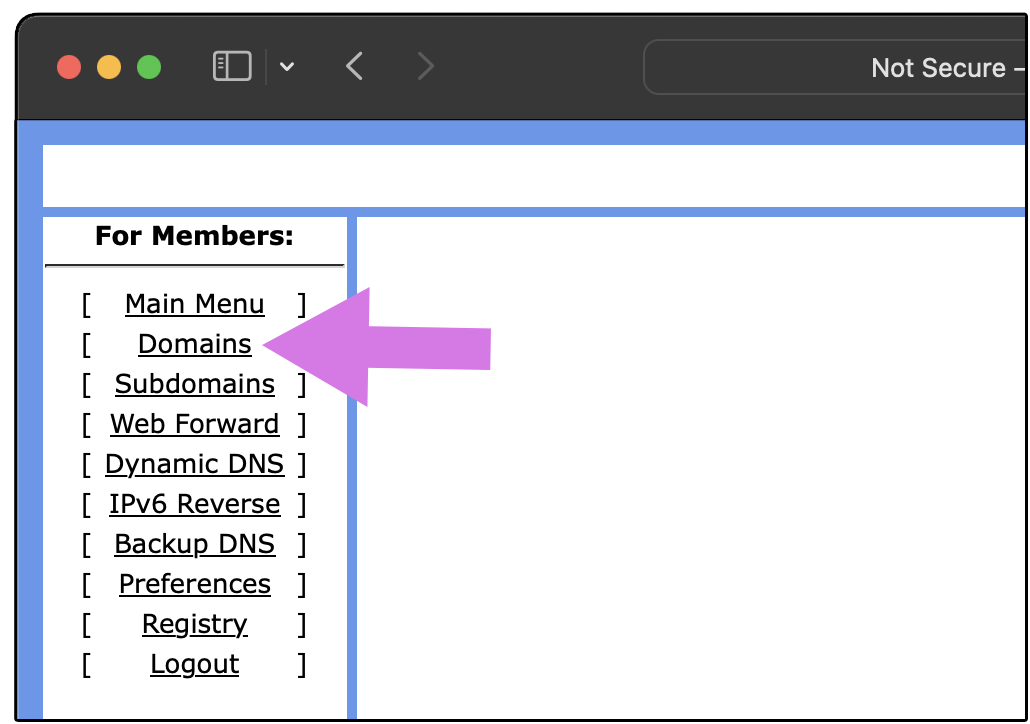 Not Secure –
For Members:
[ Main Menu ]
[ Domains
[ Subdomains ]
[ Web Forward ]
[ Dynamic DNS ]
[ IPv6 Reverse ]
[ Backup DNS ]
[ Preferences ]
[ Registry ]
[ Logout ]